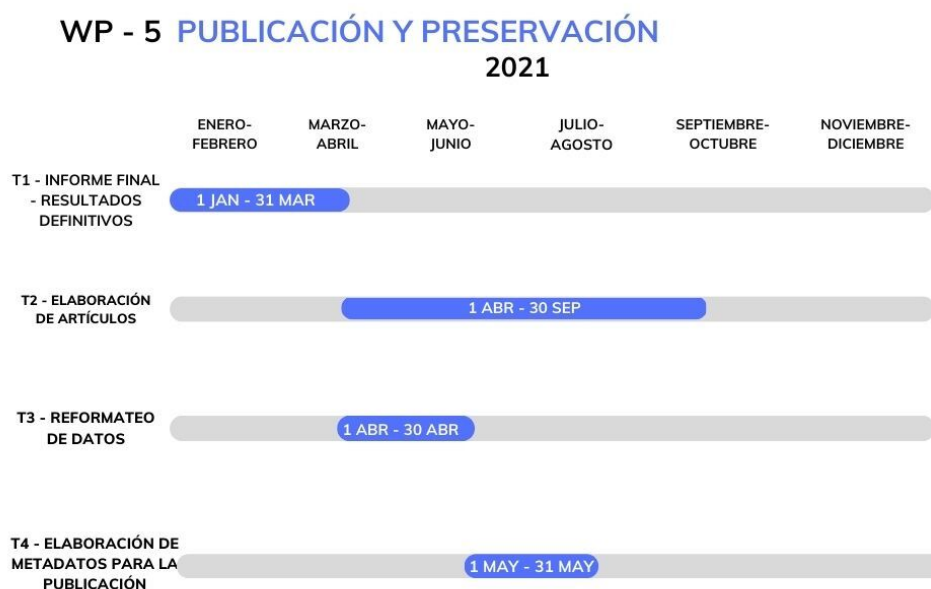 WP - 5 PUBLICACIÓN Y PRESERVACIÓN
2021
ENERO-
FEBRERO
MARZO-
ABRIL
MAYO-
JUNIO
JULIO-
AGOSTO
SEPTIEMBRE-
OCTUBRE
NOVIEMBRE-
DICIEMBRE
T1 - INFORME FINAL
- RESULTADOS
DEFINITIVOS
1 JAN - 31 MAR
T2 - ELABORACIÓN
DE ARTÍCULOS
1 ABR - 30 SEP
T3 - REFORMATEO
DE DATOS
1 ABR - 30 ABR
T4 - ELABORACIÓN DE
METADATOS PARA LA
PUBLICACIÓN
1 MAY - 31 MAY